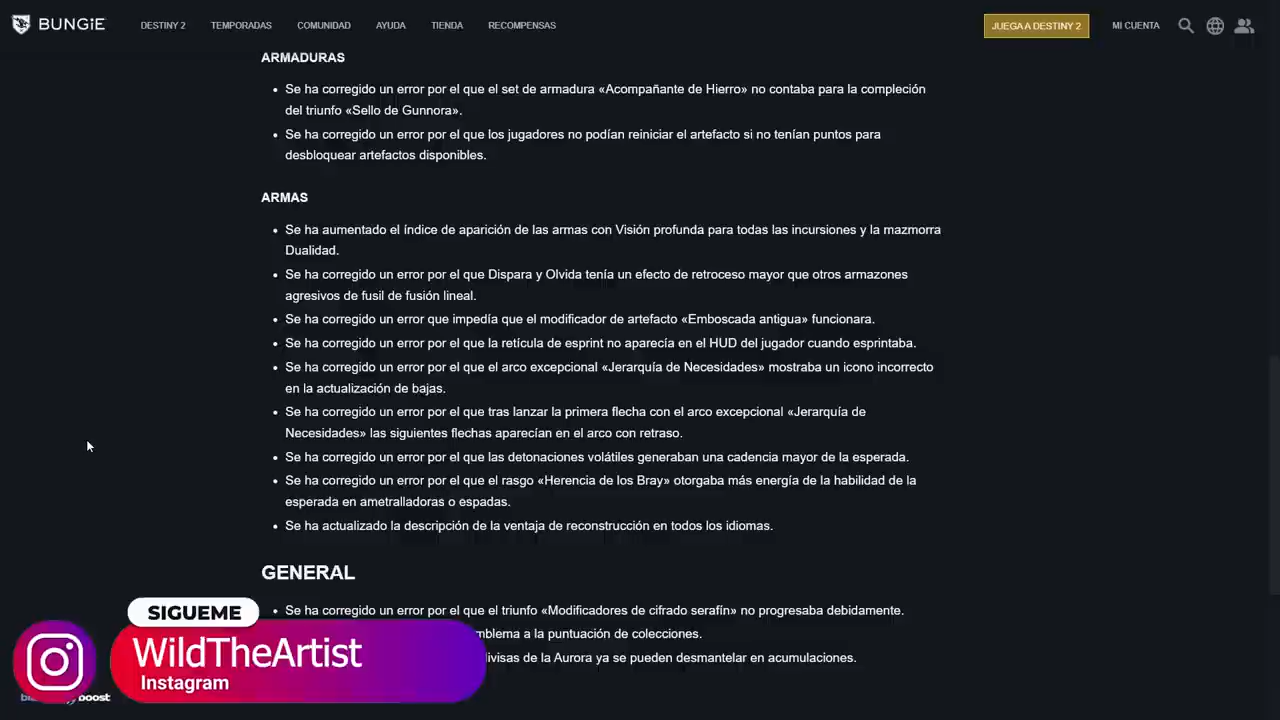 BUNGiE
DESTINY 2
TEMPORADAS
COMUNIDAD
AYUDA
TIENDA
RECOMPENSAS
JUEGA A DESTINY 2
MI CUENTA
ARMADURAS
• Se ha corregido un error por el que el set de armadura «Acompañante de Hierro» no contaba para la compleción
del triunfo «Sello de Gunnora».
• Se ha corregido un error por el que los jugadores no podían reiniciar el artefacto si no tenían puntos para
desbloquear artefactos disponibles.
ARMAS
• Se ha aumentado el índice de aparición de las armas con Visión profunda para todas las incursiones y la mazmorra
Dualidad.
• Se ha corregido un error por el que Dispara y Olvida tenía un efecto de retroceso mayor que otros armazones
agresivos de fusil de fusión lineal.
• Se ha corregido un error que impedía que el modificador de artefacto «Emboscada antigua» funcionara.
• Se ha corregido un error por el que la retícula de esprint no aparecía en el HUD del jugador cuando esprintaba.
• Se ha corregido un error por el que el arco excepcional «Jerarquía de Necesidades» mostraba un icono incorrecto
en la actualización de bajas.
• Se ha corregido un error por el que tras lanzar la primera flecha con el arco excepcional «Jerarquía de
Necesidades» las siguientes flechas aparecían en el arco con retraso.
• Se ha corregido un error por el que las detonaciones volátiles generaban una cadencia mayor de la esperada.
• Se ha corregido un error por el que el rasgo «Herencia de los Bray» otorgaba más energía de la habilidad de la
esperada en ametralladoras o espadas.
• Se ha actualizado la descripción de la ventaja de reconstrucción en todos los idiomas.
GENERAL
• Se ha corregido un error por el que el triunfo «Modificadores de cifrado serafín» no progresaba debidamente.
a la puntuación de colecciones.
de la Aurora ya se pueden desmantelar en acumulaciones.
SIGUEME
WildTheArtist
Instagram
boost